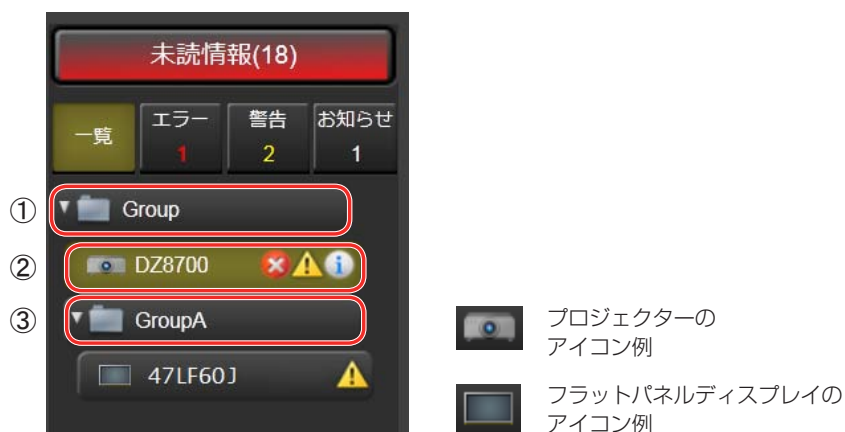 未読情報(18)
一覧
エラー
1
警告
2
お知らせ
1
① Group
② DZ8700
③ GroupA
47LF60J
プロジェクターの
アイコン例
フラットパネルディスプレイの
アイコン例